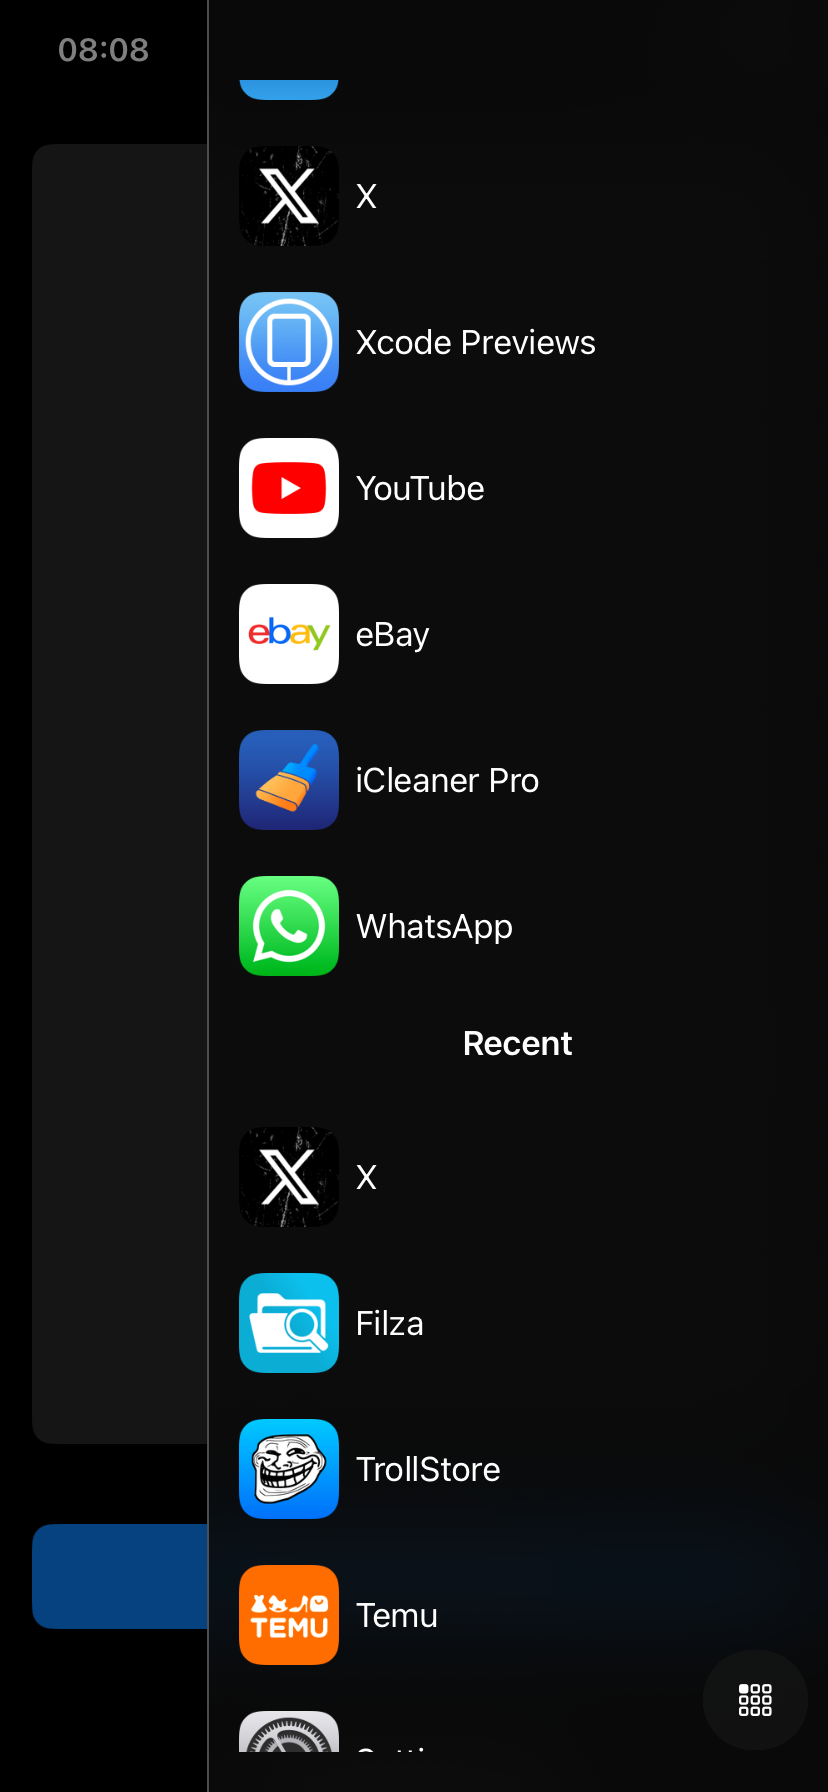 08:08
X
Xcode Previews
YouTube
ebay
eBay
iCleaner Pro
WhatsApp
Recent
X
Filza
TrollStore
TEMU
Temu